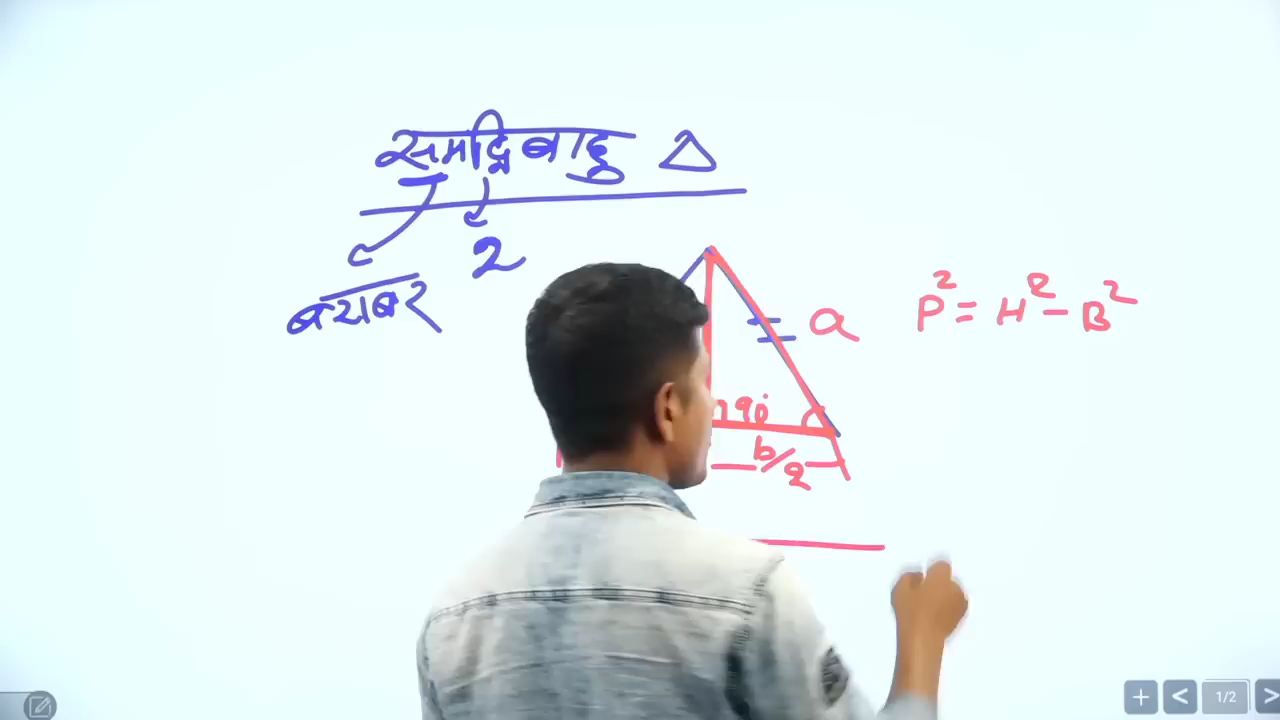 समद्विबाहु Δ
2
बराबर
a
P² = H² - B²
90°
b/2
1/2